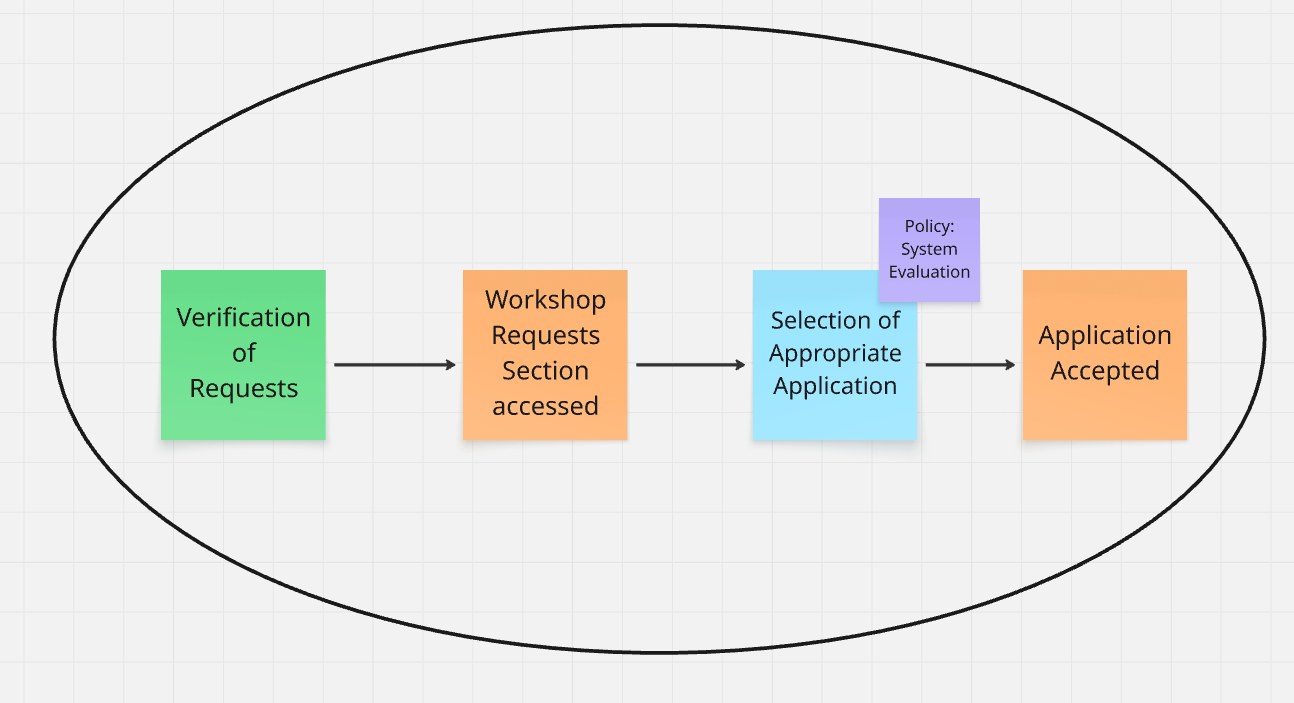 Verification
of
Requests
Workshop
Requests
Section
accessed
Policy:
System
Evaluation
Selection of
Appropriate
Application
Application
Accepted